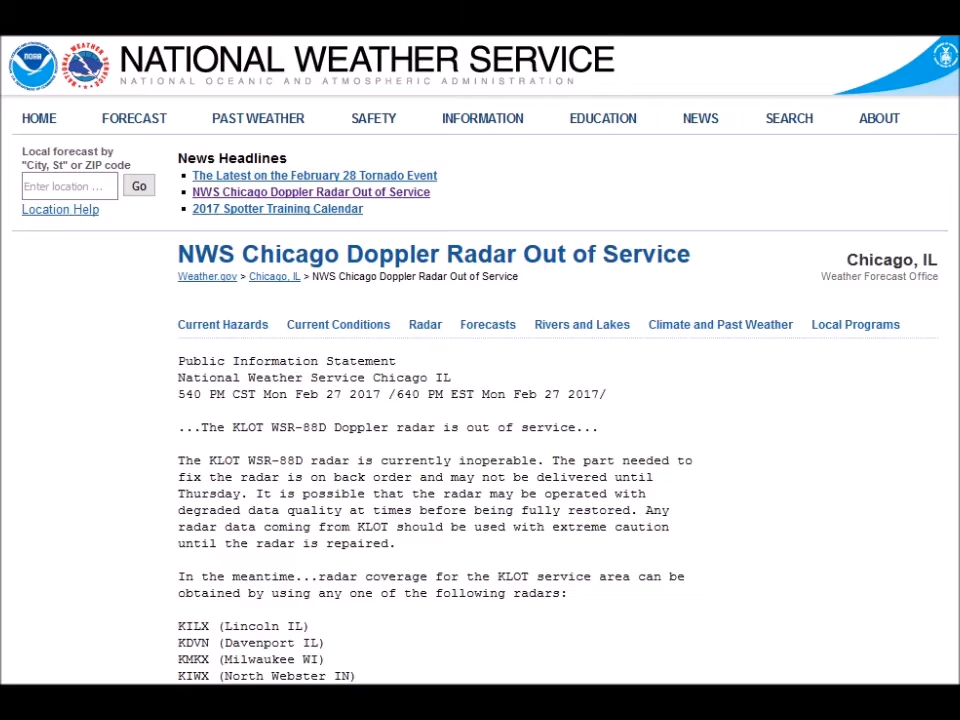 NATIONAL WEATHER SERVICE
NATIONAL OCEANIC AND ATMOSPHERIC ADMINISTRATION
HOME FORECAST PAST WEATHER SAFETY INFORMATION EDUCATION NEWS SEARCH ABOUT
Local forecast by
"City, St" or ZIP code
Enter location ...
Go
Location Help
News Headlines
The Latest on the February 28 Tornado Event
NWS Chicago Doppler Radar Out of Service
2017 Spotter Training Calendar
NWS Chicago Doppler Radar Out of Service
Weather.gov > Chicago, IL > NWS Chicago Doppler Radar Out of Service
Chicago, IL
Weather Forecast Office
Current Hazards Current Conditions Radar Forecasts Rivers and Lakes Climate and Past Weather Local Programs
Public Information Statement
National Weather Service Chicago IL
540 PM CST Mon Feb 27 2017 /640 PM EST Mon Feb 27 2017/
...The KLOT WSR-88D Doppler radar is out of service...
The KLOT WSR-88D radar is currently inoperable. The part needed to
fix the radar is on back order and may not be delivered until
Thursday. It is possible that the radar may be operated with
degraded data quality at times before being fully restored. Any
radar data coming from KLOT should be used with extreme caution
until the radar is repaired.
In the meantime...radar coverage for the KLOT service area can be
obtained by using any one of the following radars:
KILX (Lincoln IL)
KDVN (Davenport IL)
KMKX (Milwaukee WI)
KIWX (North Webster IN)